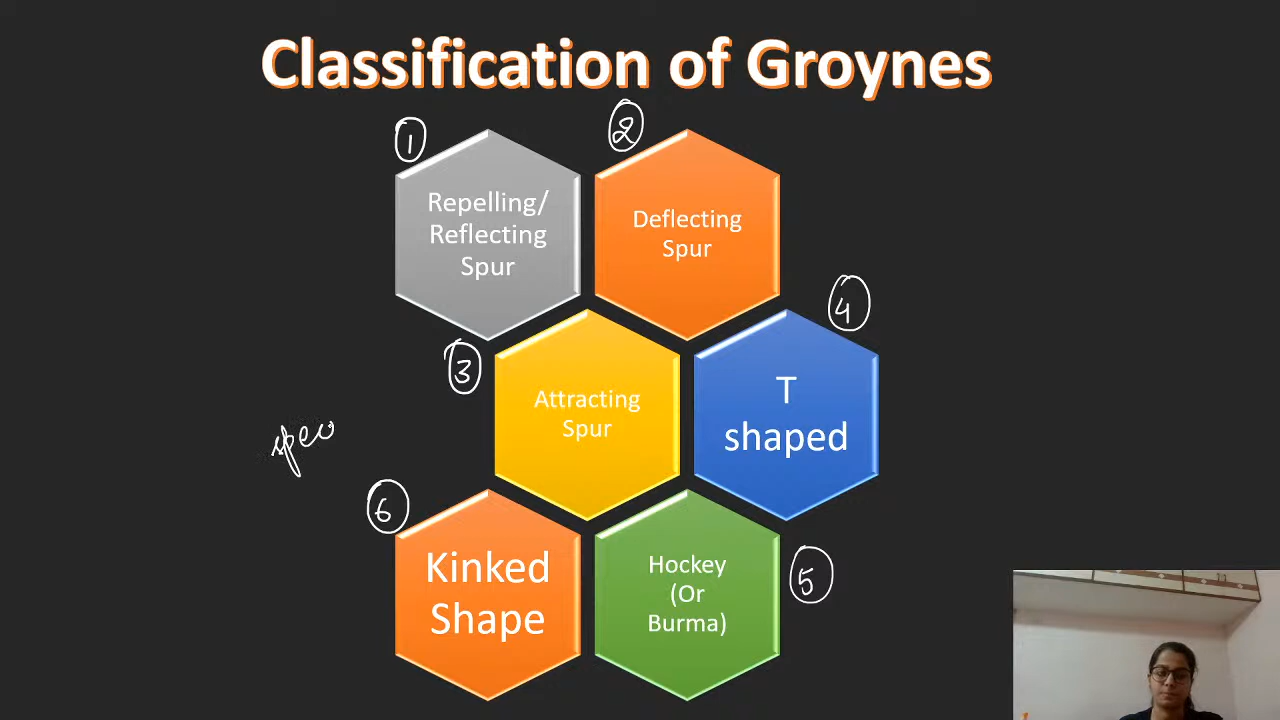 Classification of Groynes
1
Repelling/
Reflecting
Spur
2
Deflecting
Spur
3
Attracting
Spur
4
T
shaped
spec
6
Kinked
Shape
Hockey
(Or
Burma)
5